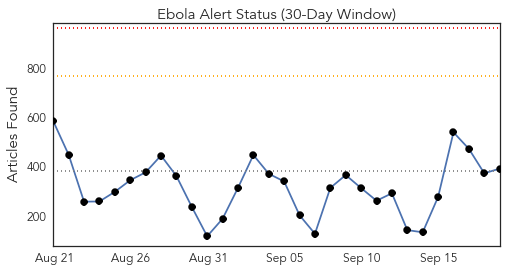 Ebola Alert Status (30-Day Window)
Articles Found
800
600
400
200
Aug 21 Aug 26 Aug 31 Sep 05 Sep 10 Sep 15